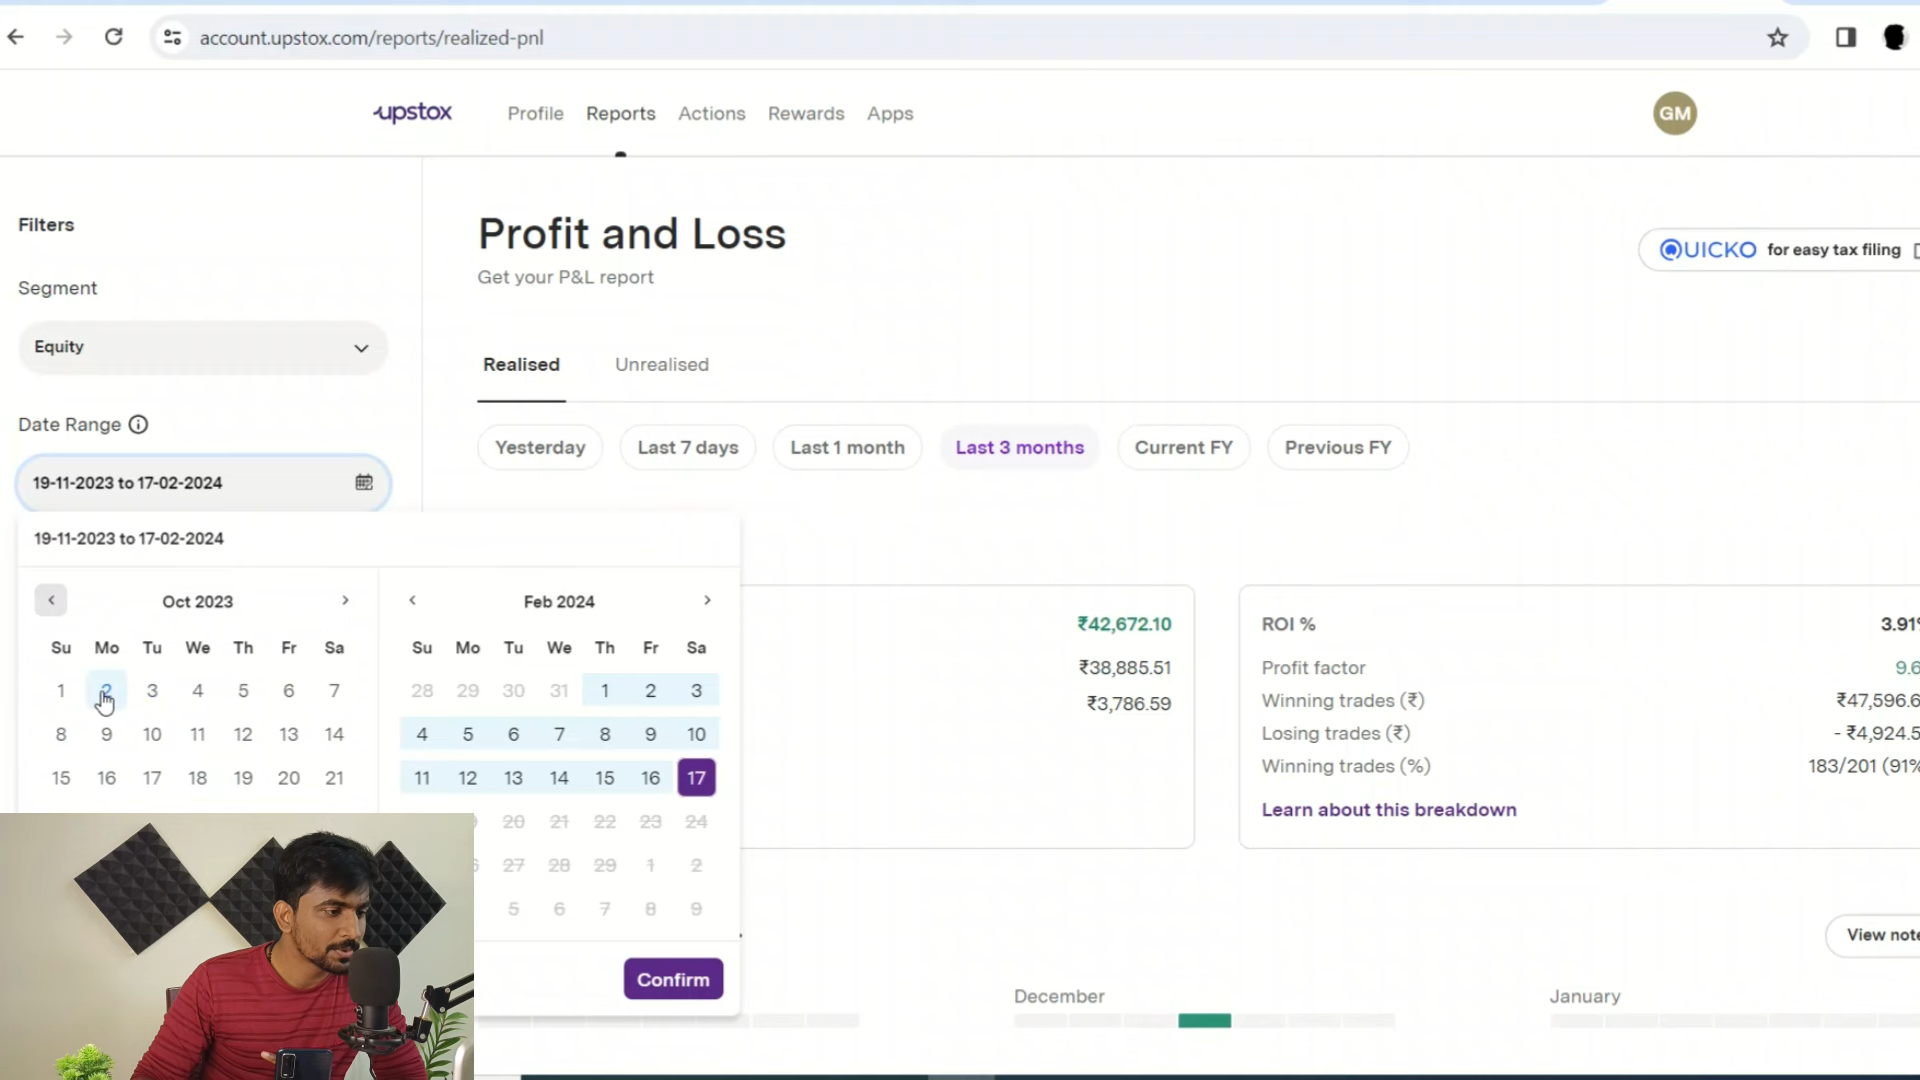 account.upstox.com/reports/realized-pnl
upstox Profile Reports Actions Rewards Apps GM
Filters
Segment
Equity
Date Range
19-11-2023 to 17-02-2024
Profit and Loss
Get your P&L report
QUICKO for easy tax filing
Realised Unrealised
Yesterday Last 7 days Last 1 month Last 3 months Current FY Previous FY
19-11-2023 to 17-02-2024
Oct 2023
Su Mo Tu We Th Fr Sa
1 2 3 4 5 6 7
8 9 10 11 12 13 14
15 16 17 18 19 20 21
Feb 2024
Su Mo Tu We Th Fr Sa
28 29 30 31 1 2 3
4 5 6 7 8 9 10
11 12 13 14 15 16 17
20 21 22 23 24
27 28 29 1 2
5 6 7 8 9
Confirm
₹42,672.10
₹38,885.51
₹3,786.59
ROI % 3.91%
Profit factor 9.6
Winning trades (₹) ₹47,596.6
Losing trades (₹) - ₹4,924.5
Winning trades (%) 183/201 (91%
Learn about this breakdown
View note
December
January